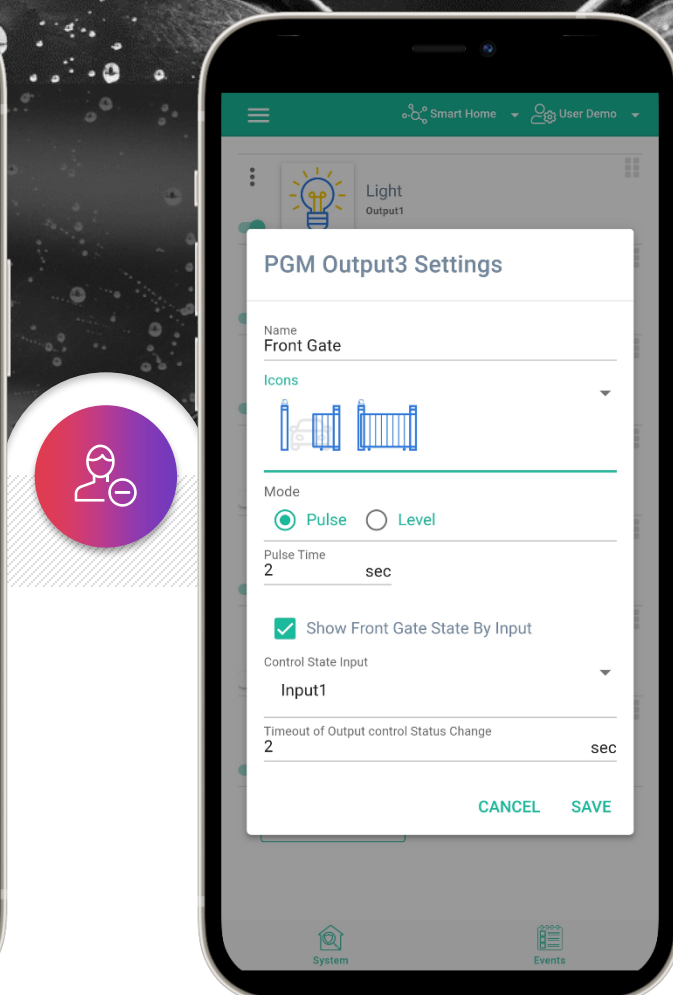 Smart Home
User Demo
Light
Output1
PGM Output3 Settings
Name
Front Gate
Icons
Mode
Pulse
Level
Pulse Time
2 sec
Show Front Gate State By Input
Control State Input
Input1
Timeout of Output control Status Change
2 sec
CANCEL SAVE
System
Events